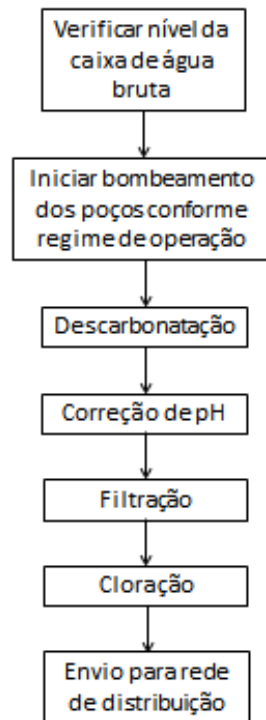 Verificar nível da
caixa de água
bruta
Iniciar bombeamento
dos poços conforme
regime de operação
Descarbonatação
Correção de pH
Filtração
Cloração
Envio para rede
de distribuição